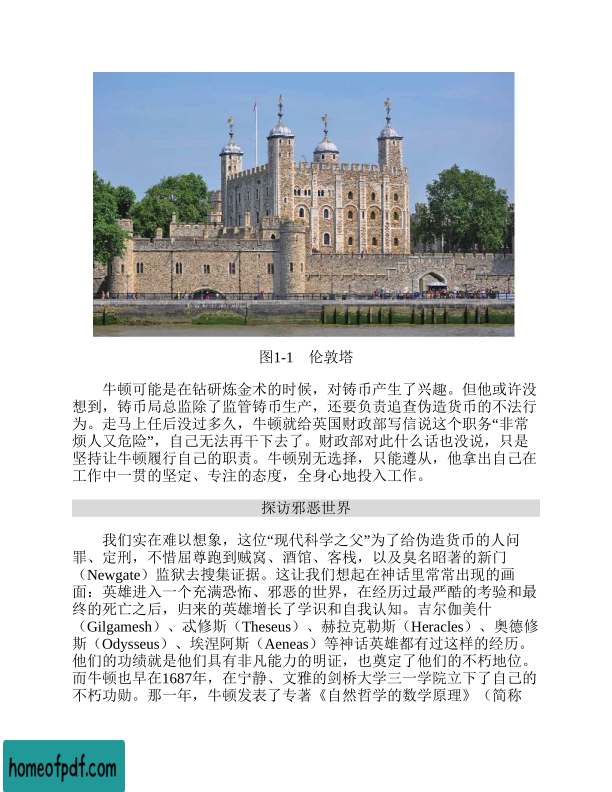 图1-1　伦敦塔
牛顿可能是在钻研炼金术的时候，对铸币产生了兴趣。但他或许没
想到，铸币局总监除了监管铸币生产，还要负责追查伪造货币的不法行
为。走马上任后没过多久，牛顿就给英国财政部写信说这个职务“非常
烦人又危险”，自己无法再干下去了。财政部对此什么话也没说，只是
坚持让牛顿履行自己的职责。牛顿别无选择，只能遵从，他拿出自己在
工作中一贯的坚定、专注的态度，全身心地投入工作。
探访邪恶世界
我们实在难以想象，这位“现代科学之父”为了给伪造货币的人问
罪、定刑，不惜屈尊跑到贼窝、酒馆、客栈，以及臭名昭著的新门
（Newgate）监狱去搜集证据。这让我们想起在神话里常常出现的画
面：英雄进入一个充满恐怖、邪恶的世界，在经历过最严酷的考验和最
终的死亡之后，归来的英雄增长了学识和自我认知。吉尔伽美什
（Gilgamesh）、忒修斯（Theseus）、赫拉克勒斯（Heracles）、奥德修
斯（Odysseus）、埃涅阿斯（Aeneas）等神话英雄都有过这样的经历。
他们的功绩就是他们具有非凡能力的明证，也奠定了他们的不朽地位。
而牛顿也早在1687年，在宁静、文雅的剑桥大学三一学院立下了自己的
不朽功勋。那一年，牛顿发表了专著《自然哲学的数学原理》（简称
homeofpdf.com